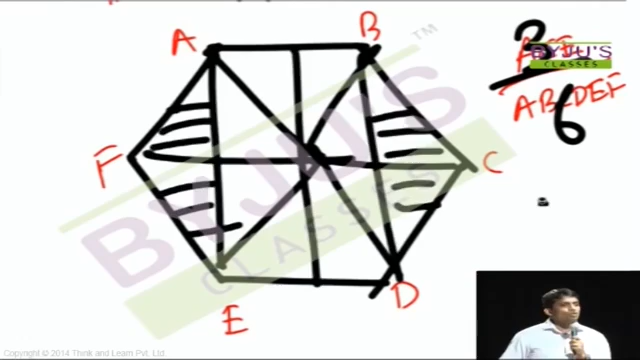 A
B
3
BYJU'S
CLASSES
ABCDEF
6
F
C
E
D
BYJU'S
CLASSES
Copyright © 2014 Think and Learn Pvt. Ltd.